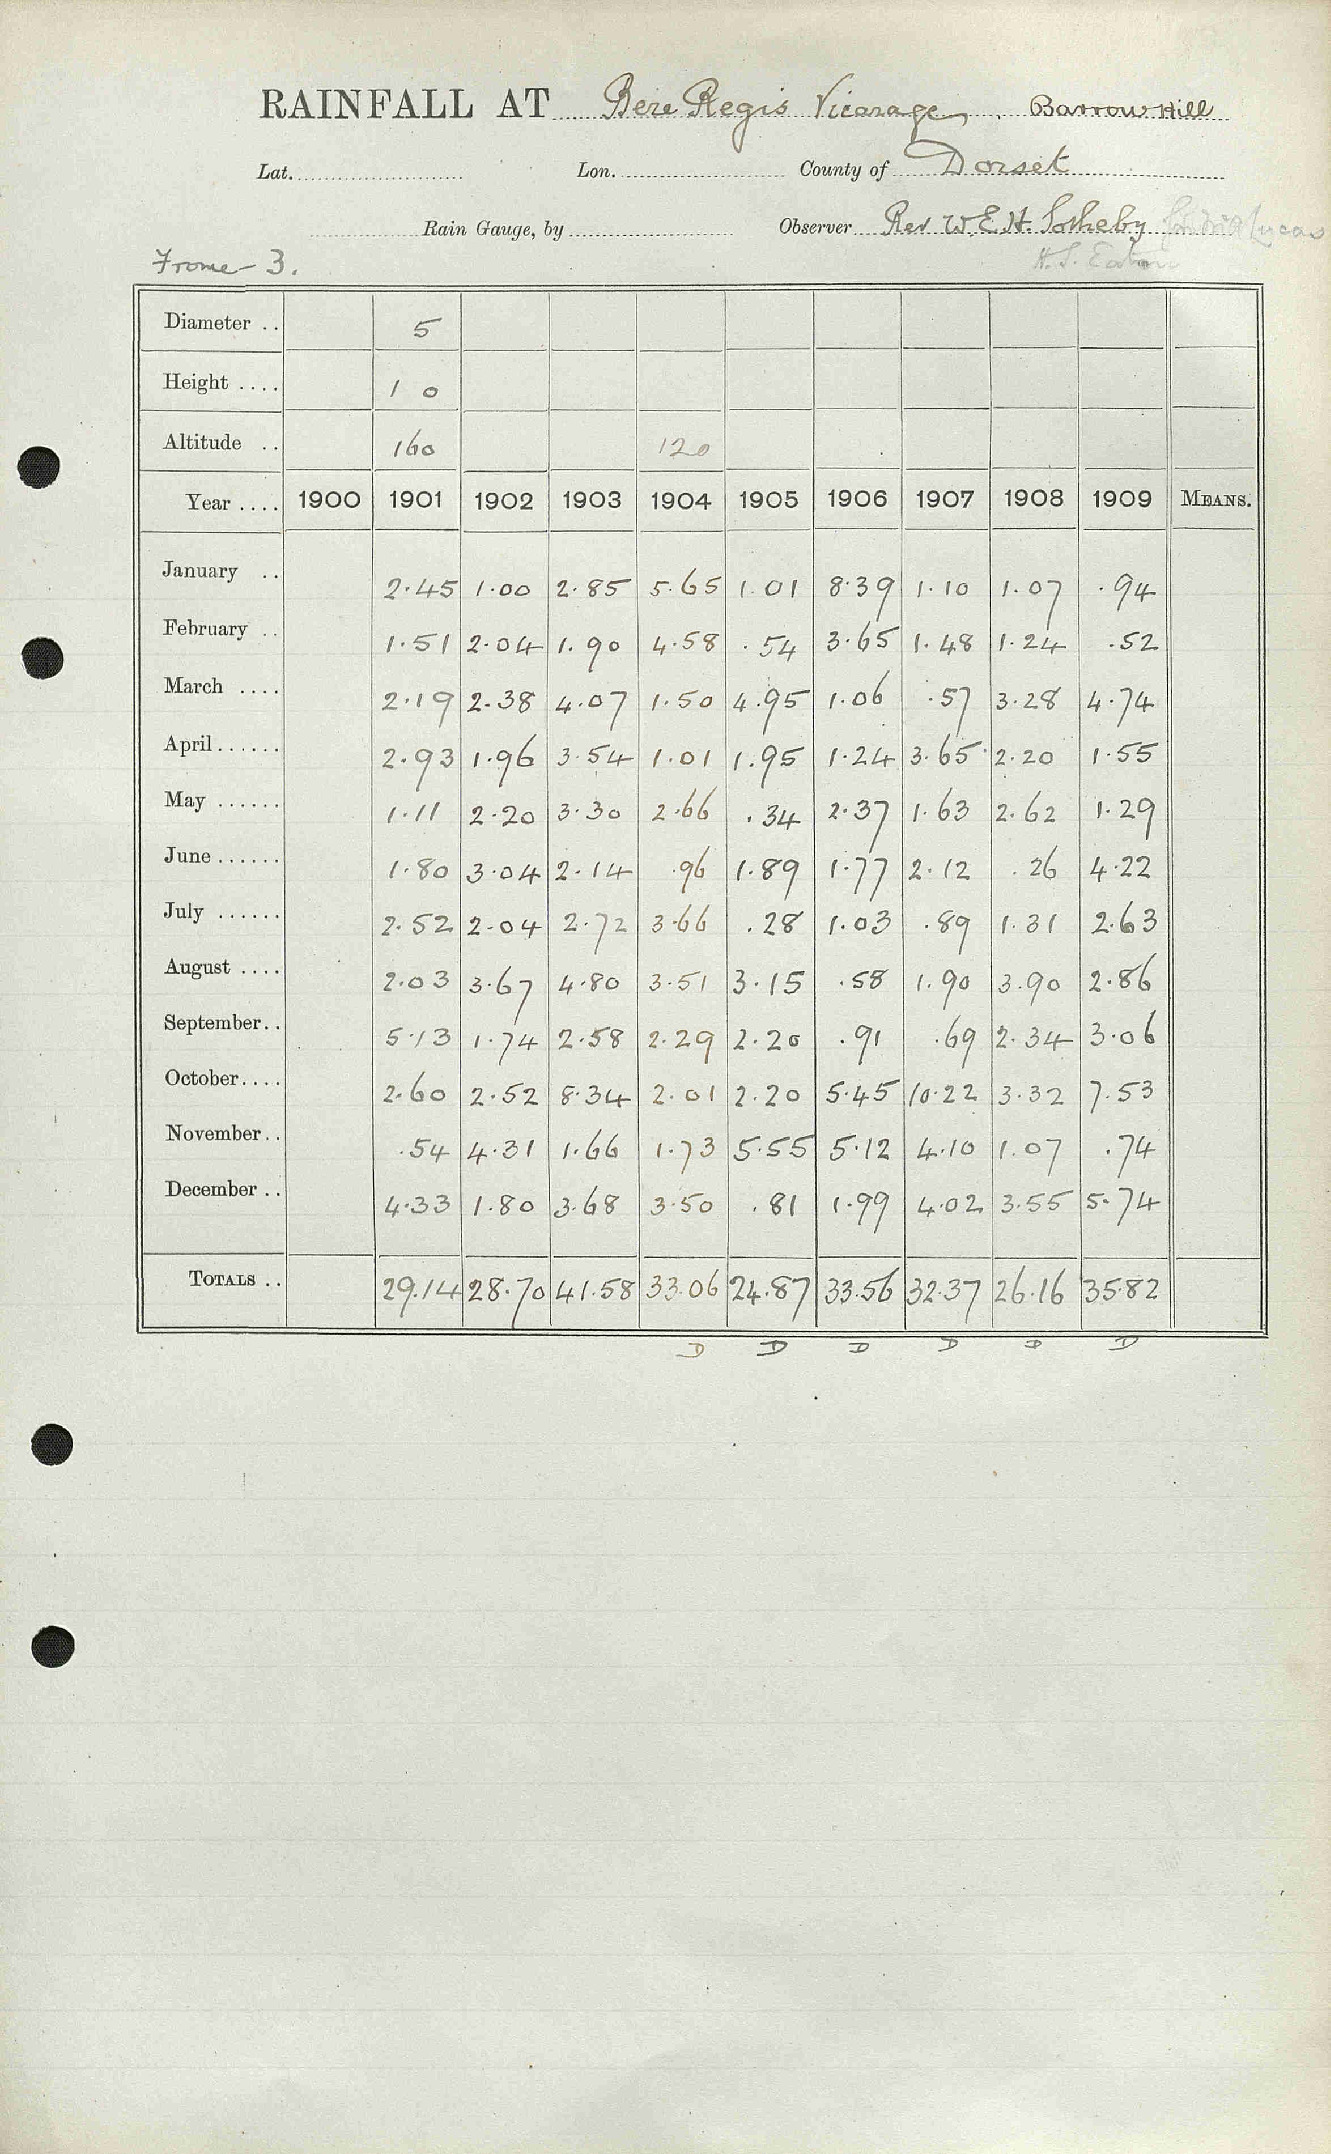 RAINFALL AT Bere Regis Vicarage, Barrow Hill
Lat. Lon. County of Dorset
Rain Gauge, by Observer Rev W.E.H. Sotheby Lucas
Frome 3. H.S. Eaton
Diameter .. 5
Height .... 1 0
Altitude .. 160 120
Year .... 1900 1901 1902 1903 1904 1905 1906 1907 1908 1909 MEANS.
January .. 2.45 1.00 2.85 5.65 1.01 8.39 1.10 1.07 .94
February .. 1.51 2.04 1.90 4.58 .54 3.65 1.48 1.24 .52
March .... 2.19 2.38 4.07 1.50 4.95 1.06 .57 3.28 4.74
April...... 2.93 1.96 3.54 1.01 1.95 1.24 3.65 2.20 1.55
May ...... 1.11 2.20 3.30 2.66 .34 2.37 1.63 2.62 1.29
June...... 1.80 3.04 2.14 .96 1.89 1.77 2.12 .26 4.22
July ...... 2.52 2.04 2.72 3.66 .28 1.03 .89 1.31 2.63
August .... 2.03 3.67 4.80 3.51 3.15 .58 1.90 3.90 2.86
September.. 5.13 1.74 2.58 2.29 2.20 .91 .69 2.34 3.06
October.... 2.60 2.52 8.34 2.01 2.20 5.45 10.22 3.32 7.53
November.. .54 4.31 1.66 1.73 5.55 5.12 4.10 1.07 .74
December .. 4.33 1.80 3.68 3.50 .81 1.99 4.02 3.55 5.74
TOTALS .. 29.14 28.70 41.58 33.06 24.87 33.56 32.37 26.16 35.82
D D D D D D